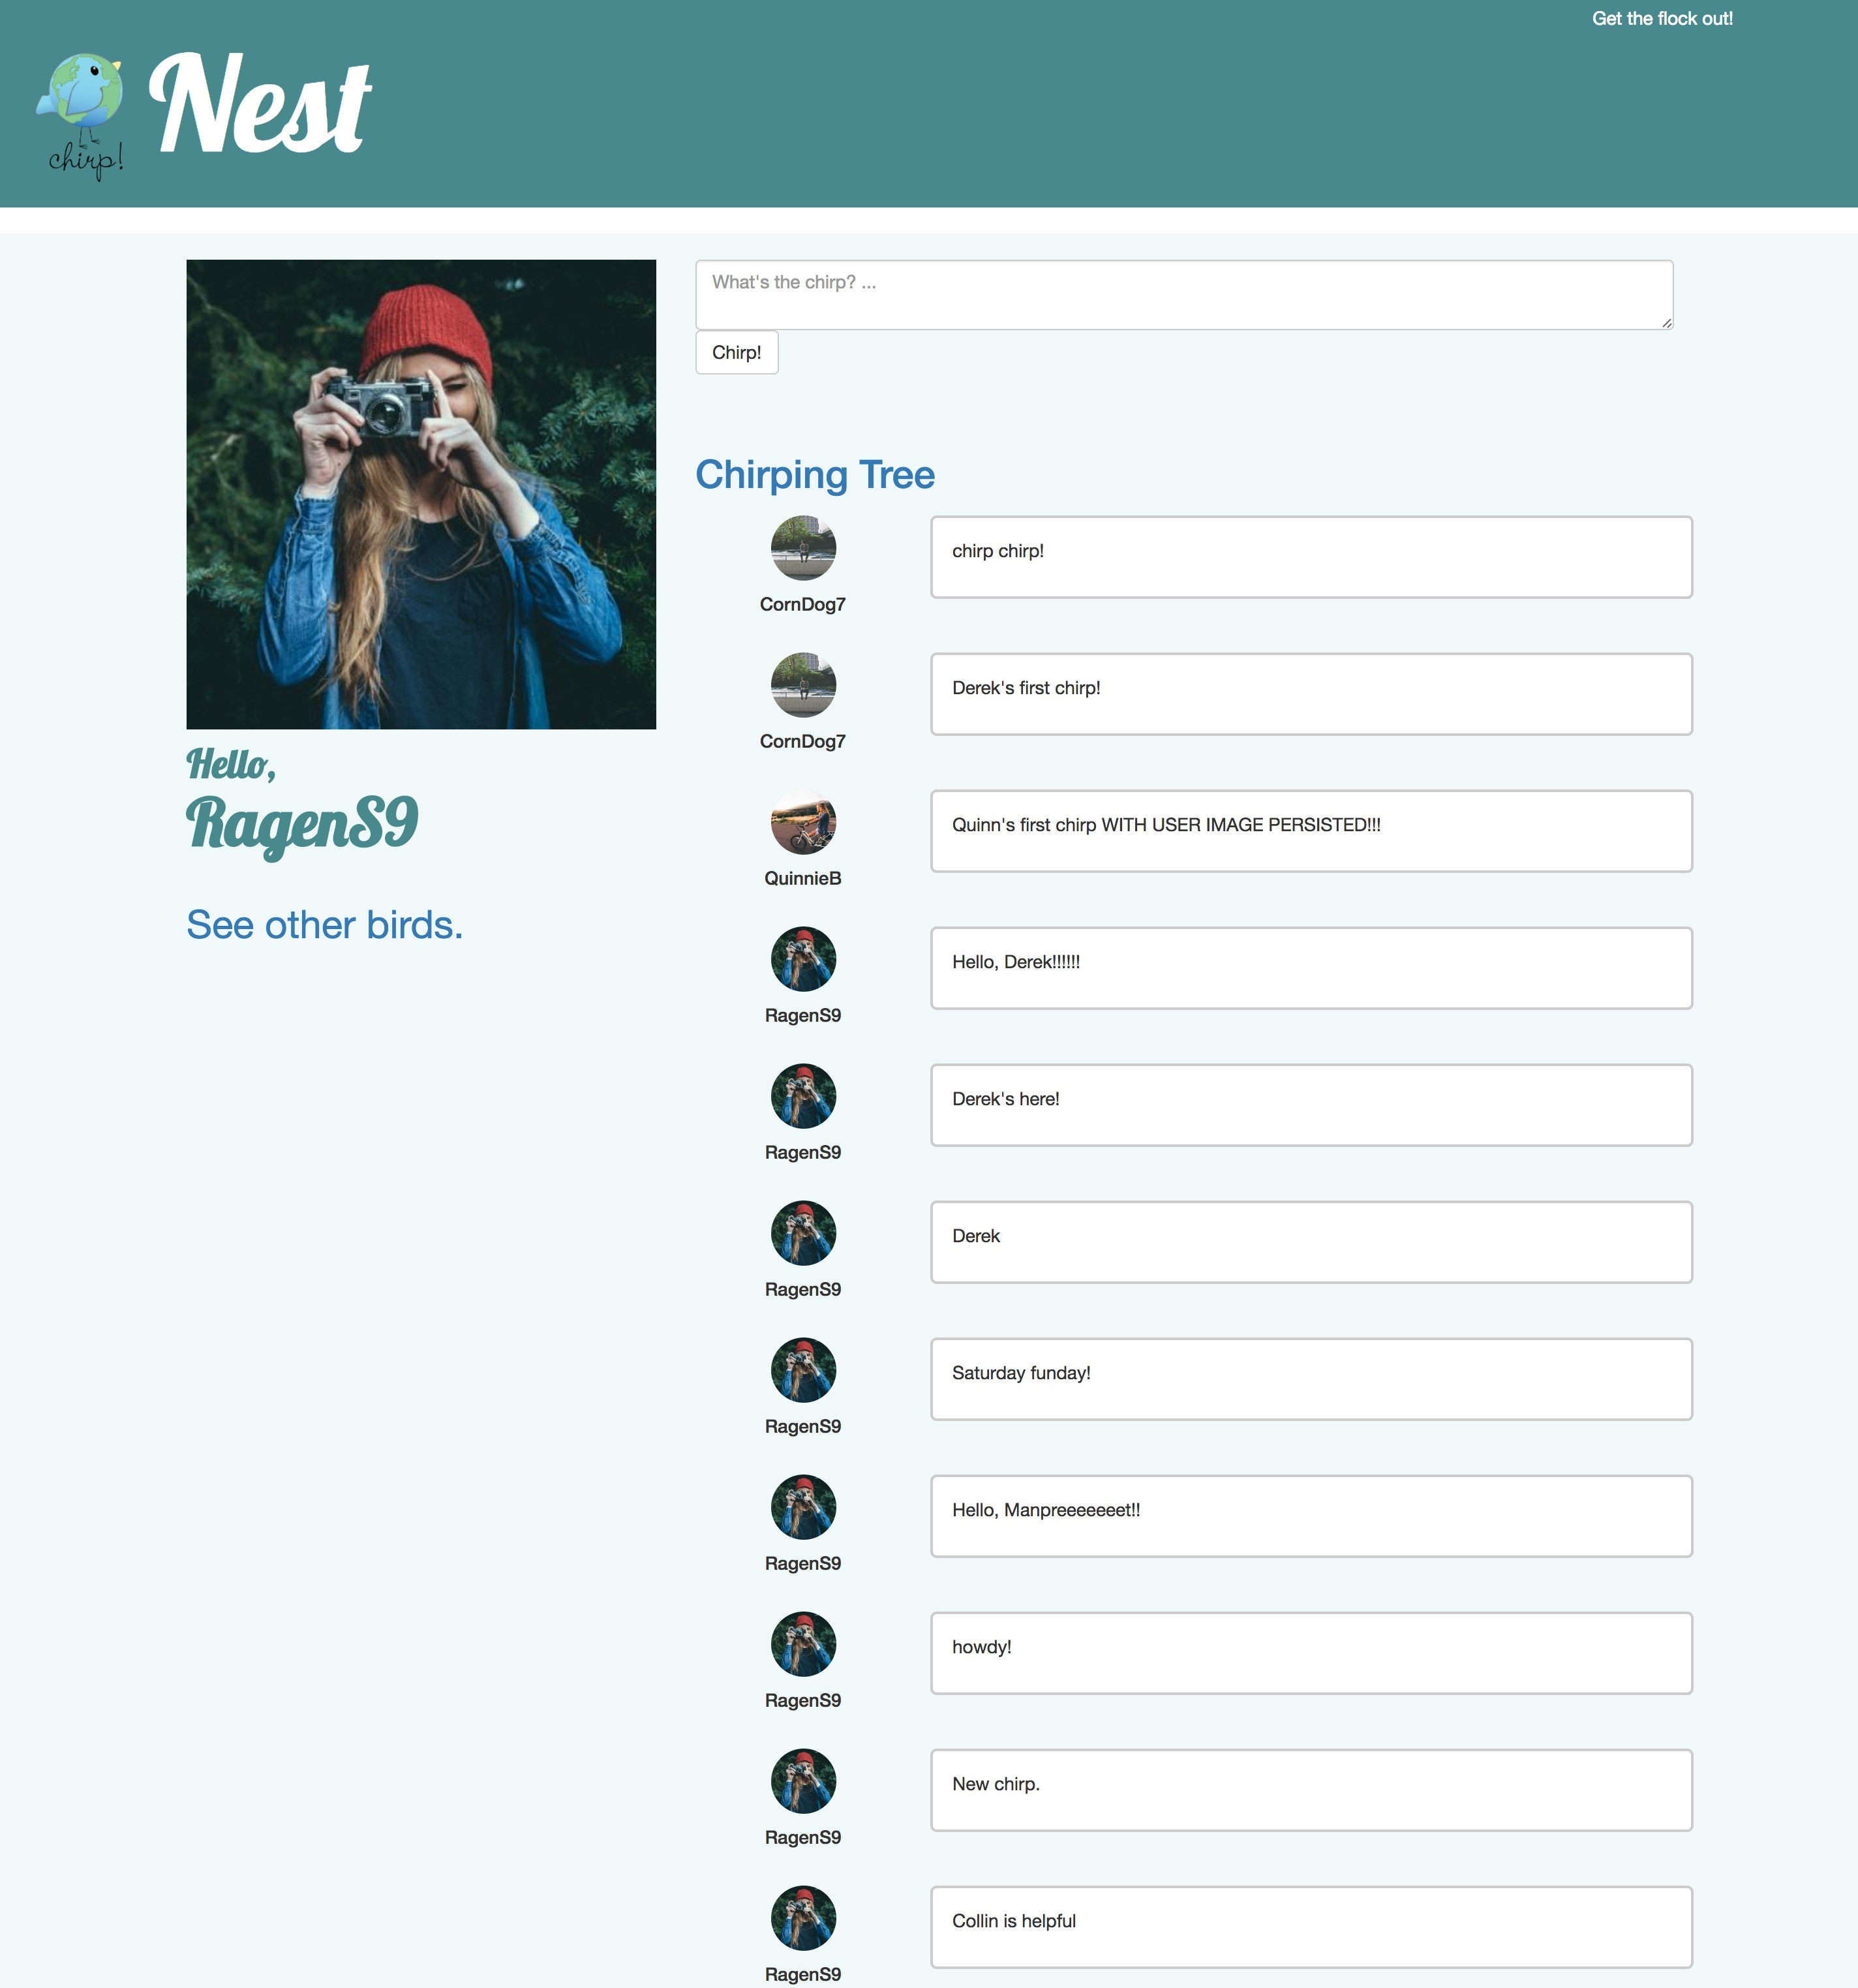 Get the flock out!
chirp!
Nest
What's the chirp? ...
Chirp!
Hello,
RagenS9
See other birds.
Chirping Tree
chirp chirp!
CornDog7
Derek's first chirp!
CornDog7
Quinn's first chirp WITH USER IMAGE PERSISTED!!!
QuinnieB
Hello, Derek!!!!!!
RagenS9
Derek's here!
RagenS9
Derek
RagenS9
Saturday funday!
RagenS9
Hello, Manpreeeeeeet!!
RagenS9
howdy!
RagenS9
New chirp.
RagenS9
Collin is helpful
RagenS9